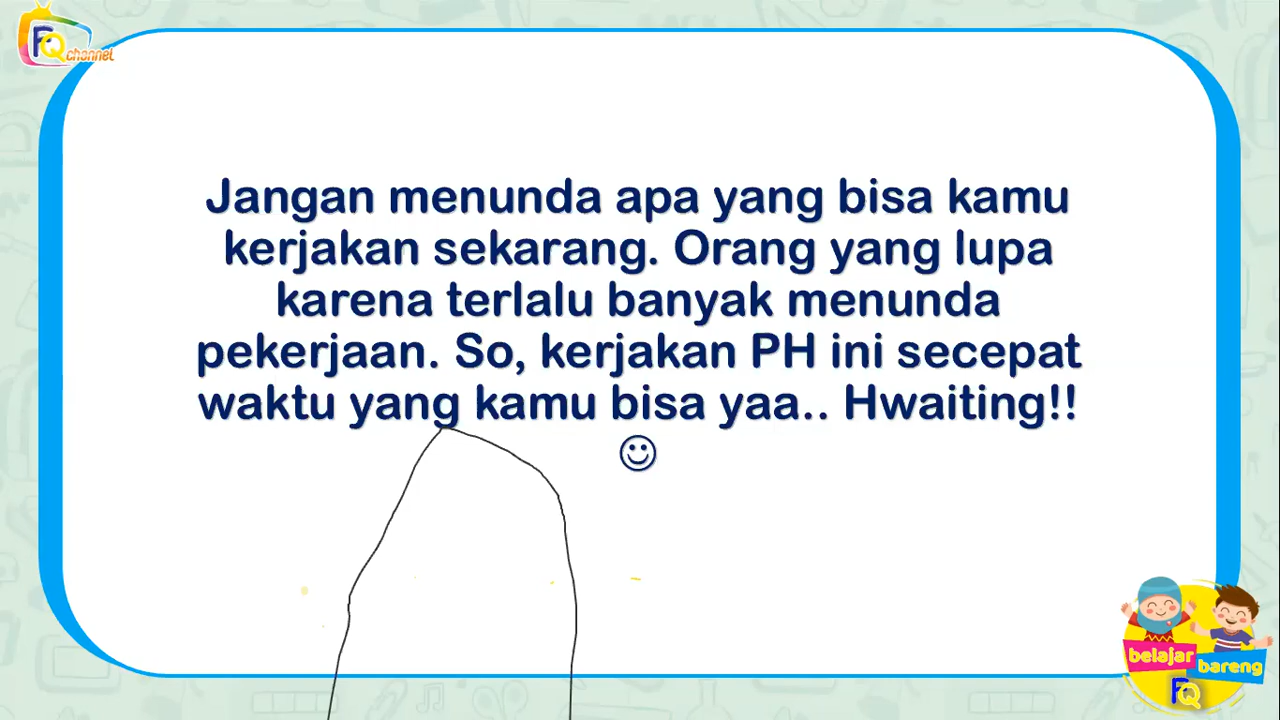 FQ channel
Jangan menunda apa yang bisa kamu
kerjakan sekarang. Orang yang lupa
karena terlalu banyak menunda
pekerjaan. So, kerjakan PH ini secepat
waktu yang kamu bisa yaa.. Hwaiting!!
☺
belajar
bareng
FQ